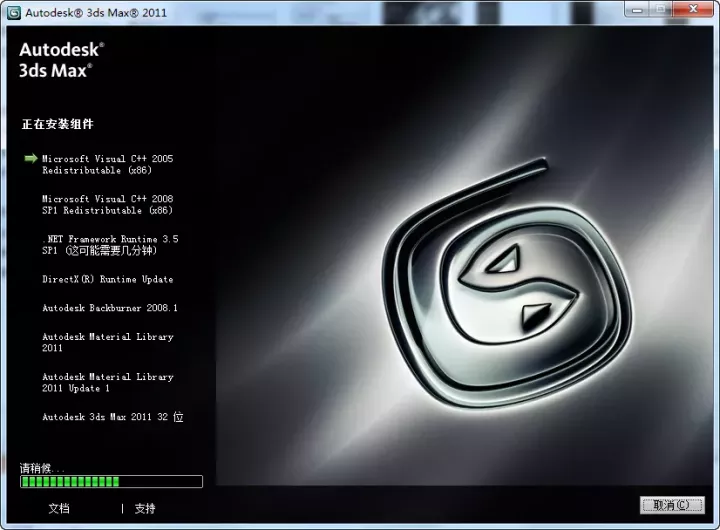 Autodesk® 3ds Max® 2011
Autodesk®
3ds Max®
正在安装组件
Microsoft Visual C++ 2005
Redistributable (x86)
Microsoft Visual C++ 2008
SP1 Redistributable (x86)
.NET Framework Runtime 3.5
SP1 (这可能需要几分钟)
DirectX(R) Runtime Update
Autodesk Backburner 2008.1
Autodesk Material Library
2011
Autodesk Material Library
2011 Update 1
Autodesk 3ds Max 2011 32 位
请稍候...
文档 | 支持
取消(C)